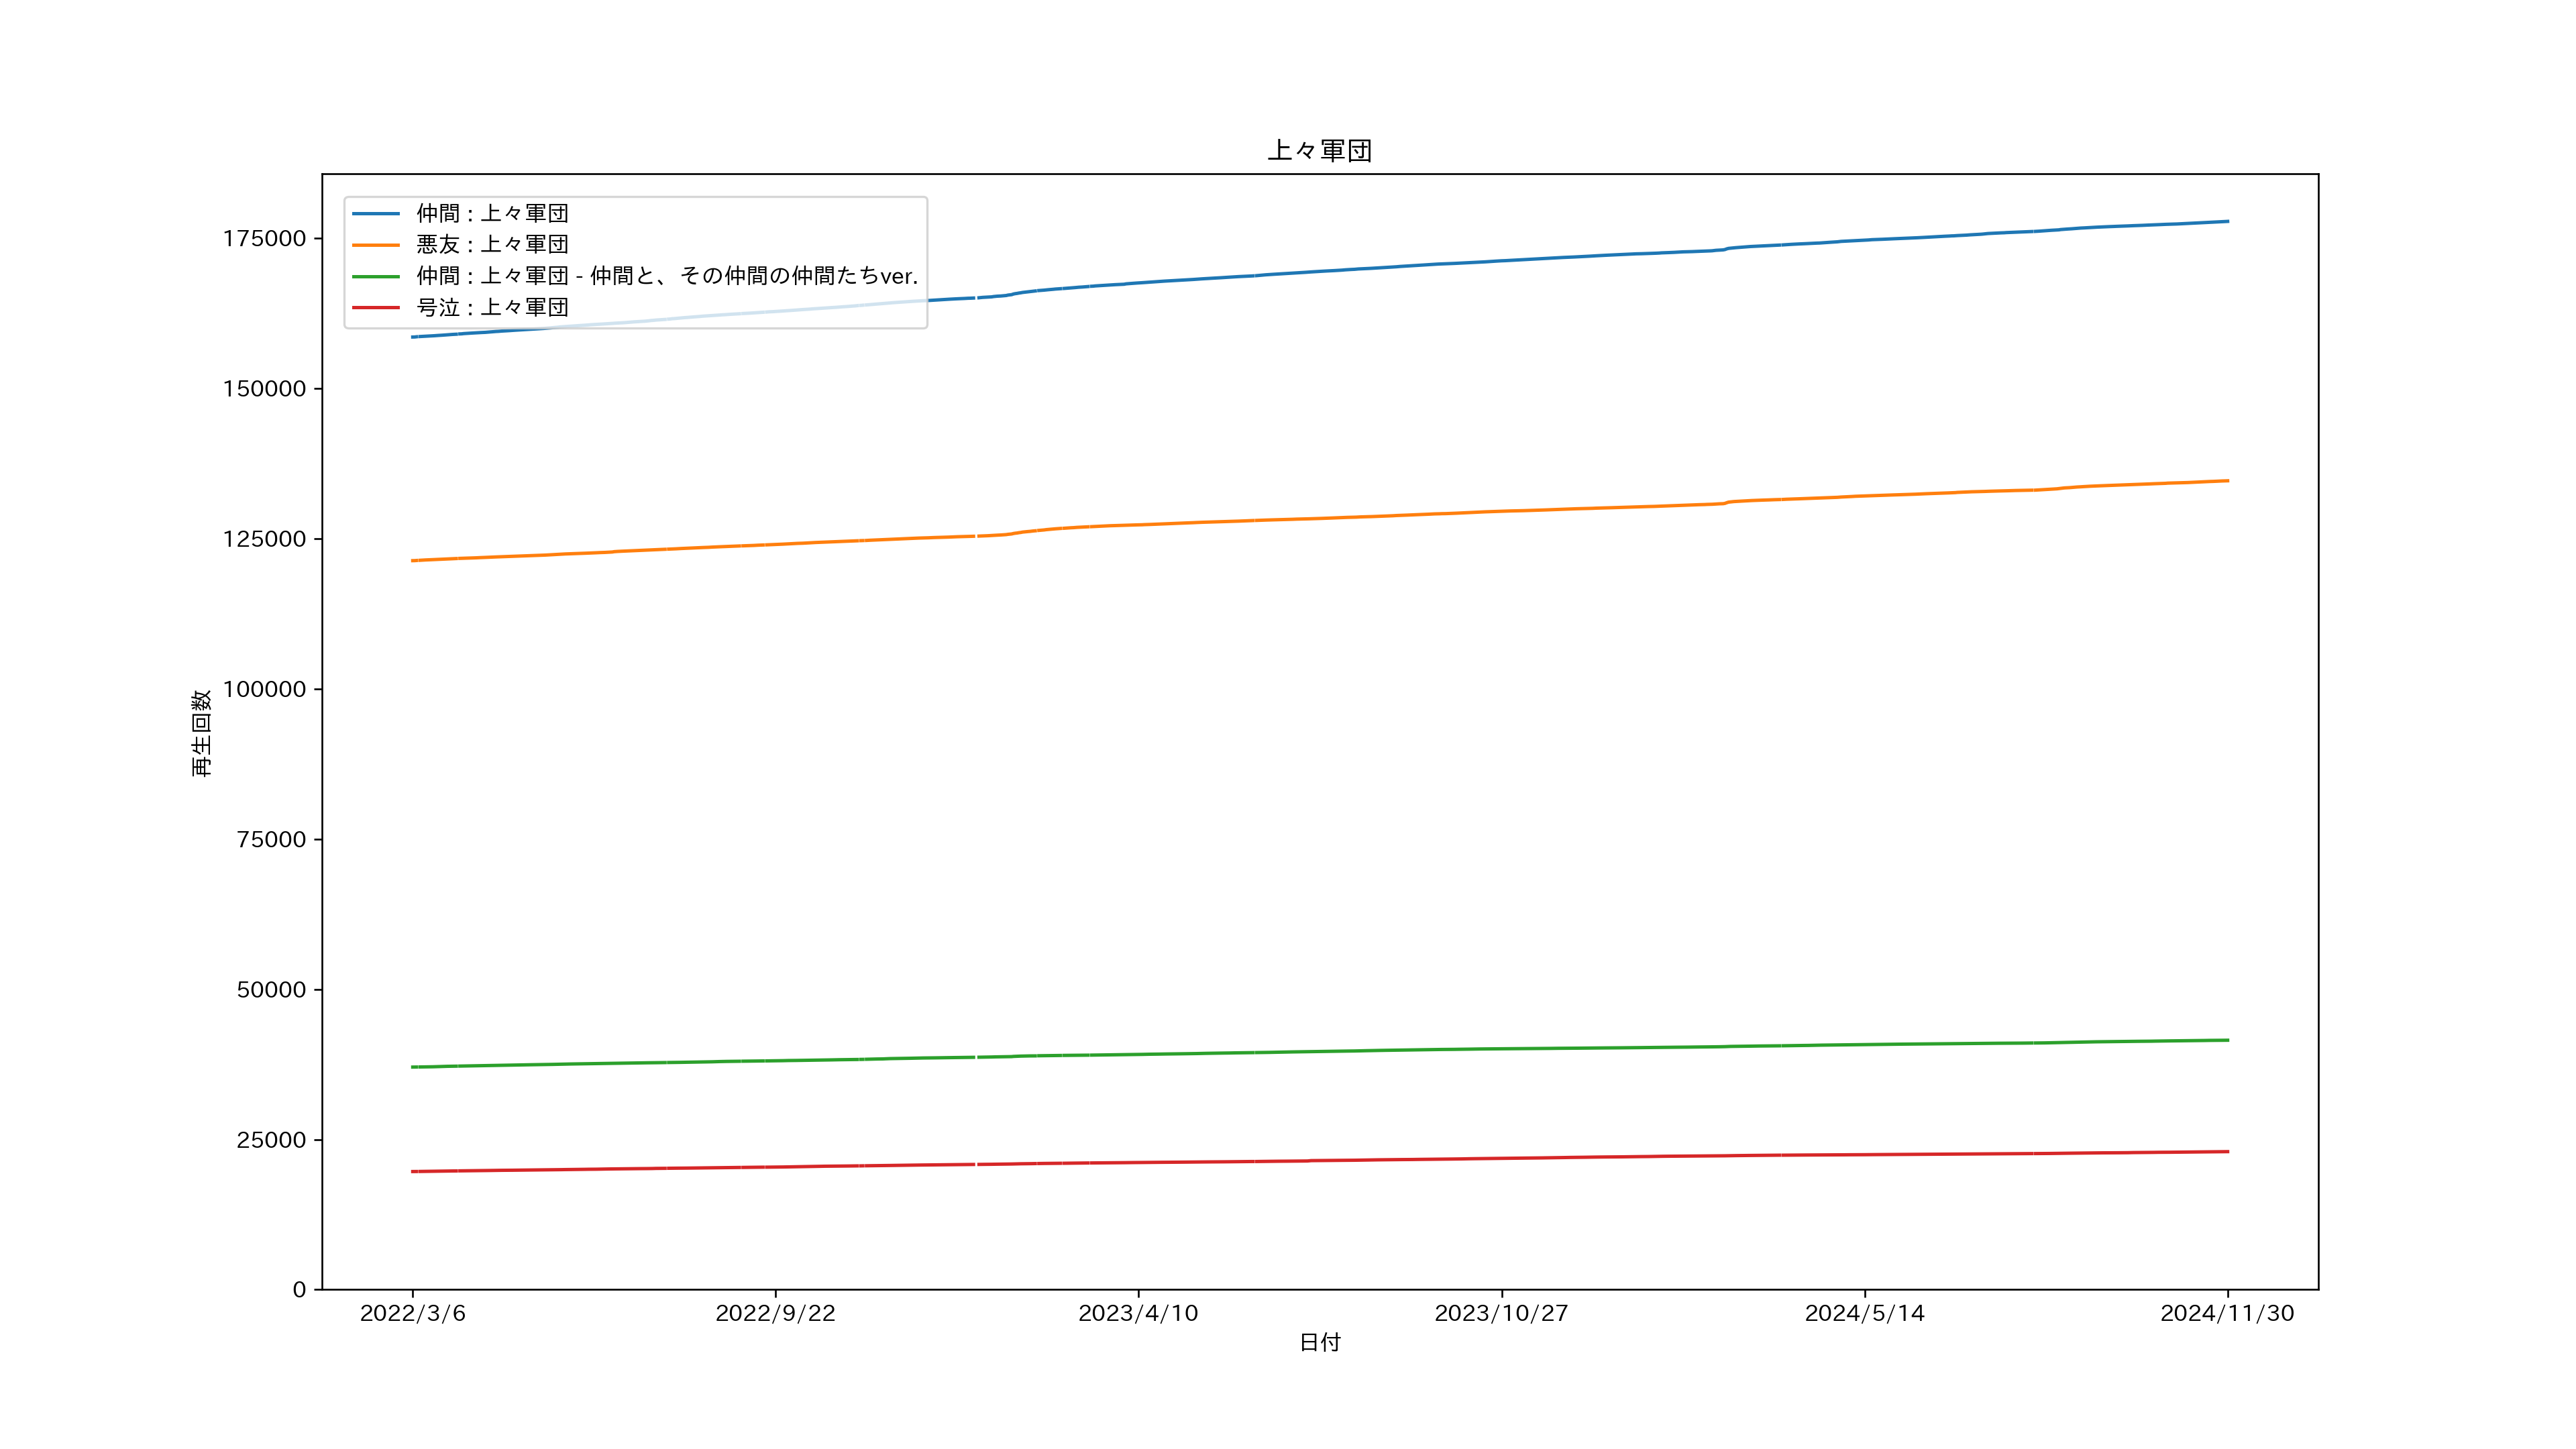 上々軍団
仲間 : 上々軍団
悪友 : 上々軍団
仲間 : 上々軍団 - 仲間と、その仲間の仲間たちver.
号泣 : 上々軍団
175000
150000
125000
100000
75000
50000
25000
0
再生回数
2022/3/6
2022/9/22
2023/4/10
2023/10/27
2024/5/14
2024/11/30
日付